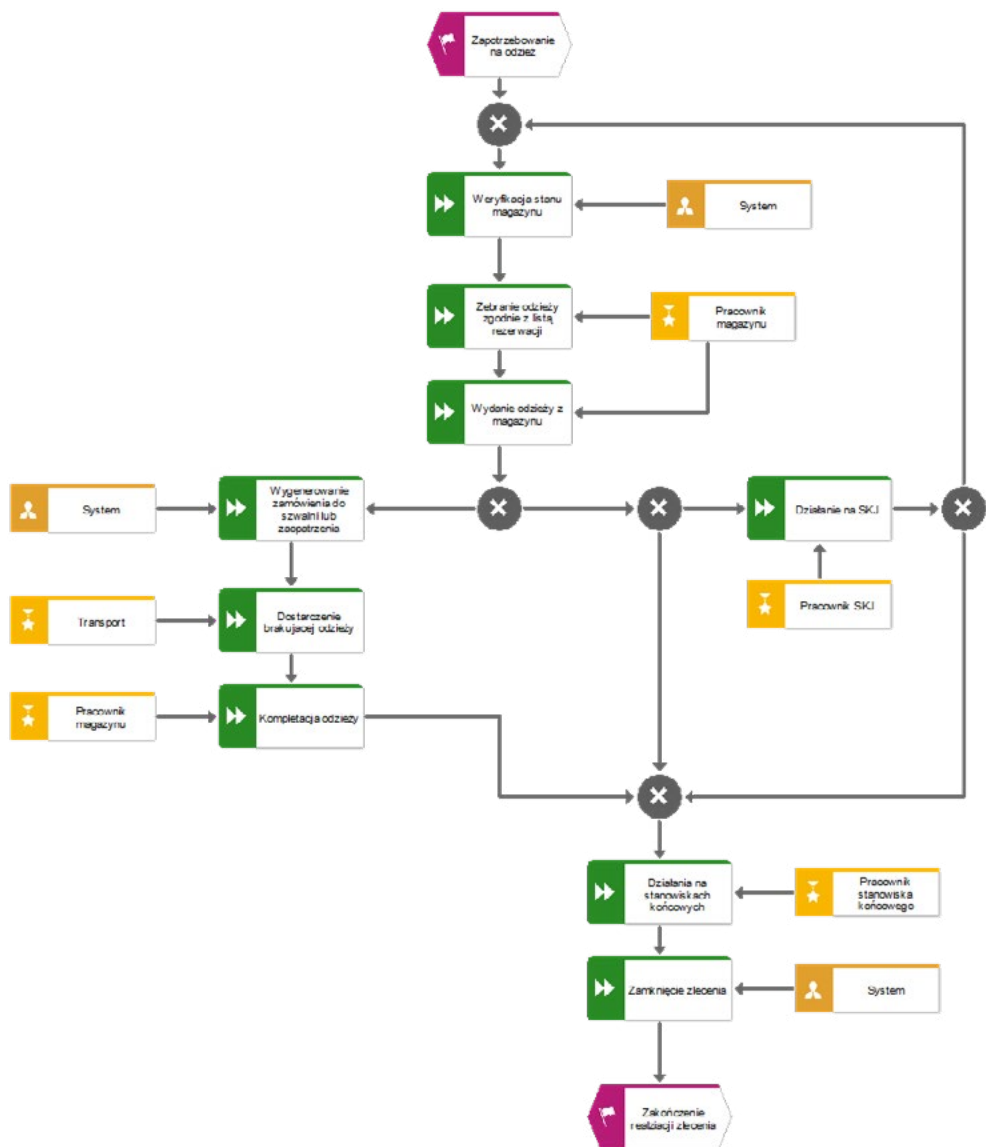 Zapotrzebowanie
na odzież
Weryfikacja stanu
magazynu
System
Zebranie odzieży
zgodnie z listą
rezerwacji
Pracownik
magazynu
Wydanie odzieży z
magazynu
System
Wygenerowanie
zamówienia do
szwalni lub
zaopatrzenia
Działanie na SKJ
Transport
Dostarczenie
brakującej odzieży
Pracownik SKJ
Pracownik
magazynu
Kompletacja odzieży
Działania na
stanowiskach
końcowych
Pracownik
stanowiska
końcowego
Zamknięcie zlecenia
System
Zakończenie
realziacji zlecenia